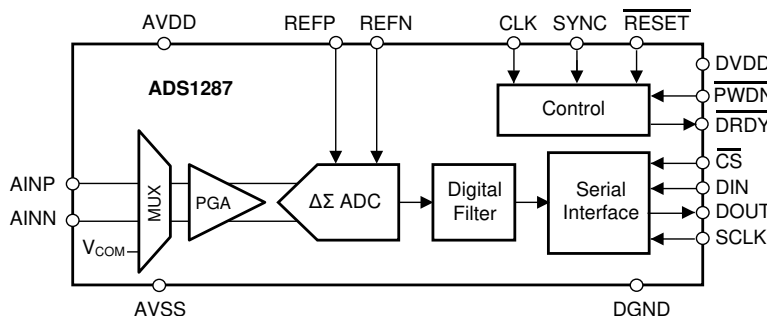 AVDD
REFP
REFN
CLK
SYNC
RESET
ADS1287
Control
DVDD
PWDN
DRDY
AINP
AINN
MUX
PGA
ΔΣ ADC
Digital
Filter
Serial
Interface
CS
DIN
DOUT
SCLK
VCOM
AVSS
DGND